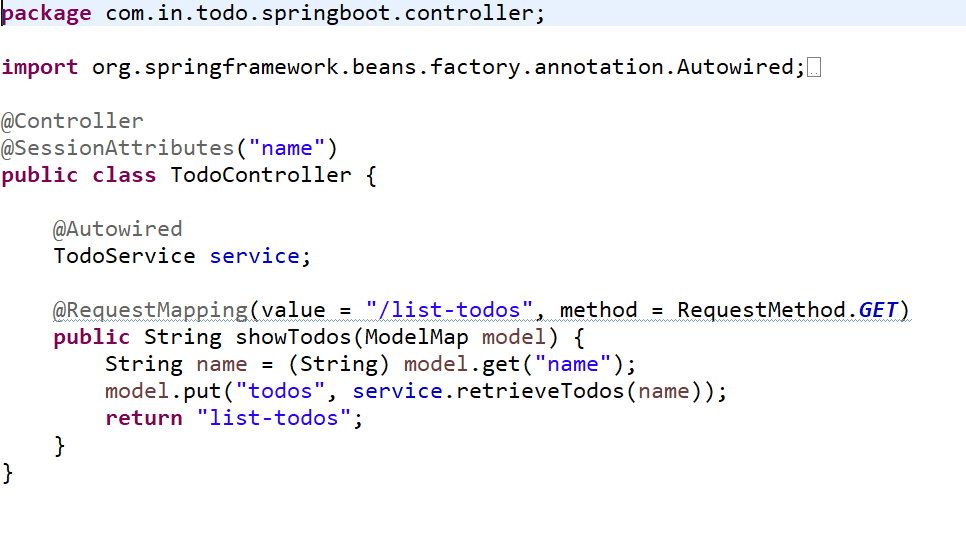 package com.in.todo.springboot.controller;
import org.springframework.beans.factory.annotation.Autowired;
@Controller
@SessionAttributes("name")
public class TodoController {
@Autowired
TodoService service;
@RequestMapping(value = "/list-todos", method = RequestMethod.GET)
public String showTodos(ModelMap model) {
String name = (String) model.get("name");
model.put("todos", service.retrieveTodos(name));
return "list-todos";
}
}